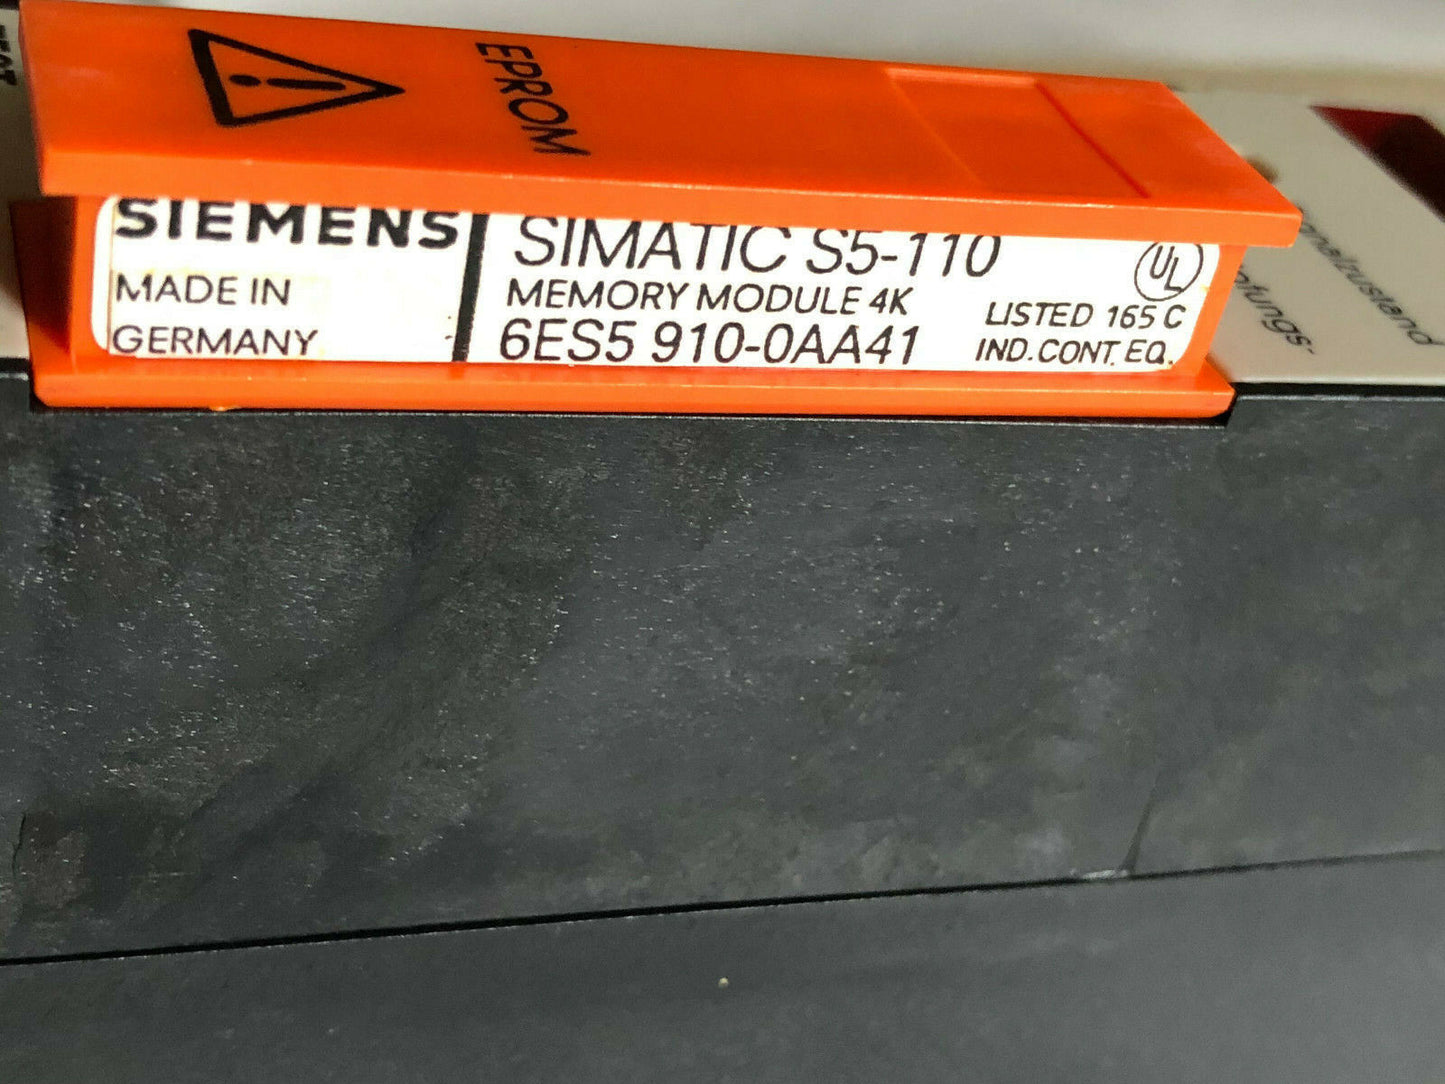 EPROM
SIEMENS
MADE IN
GERMANY
SIMATIC S5-110
MEMORY MODULE 4K
6ES5 910-0AA41
UL
LISTED 165 C
IND. CONT. EQ.